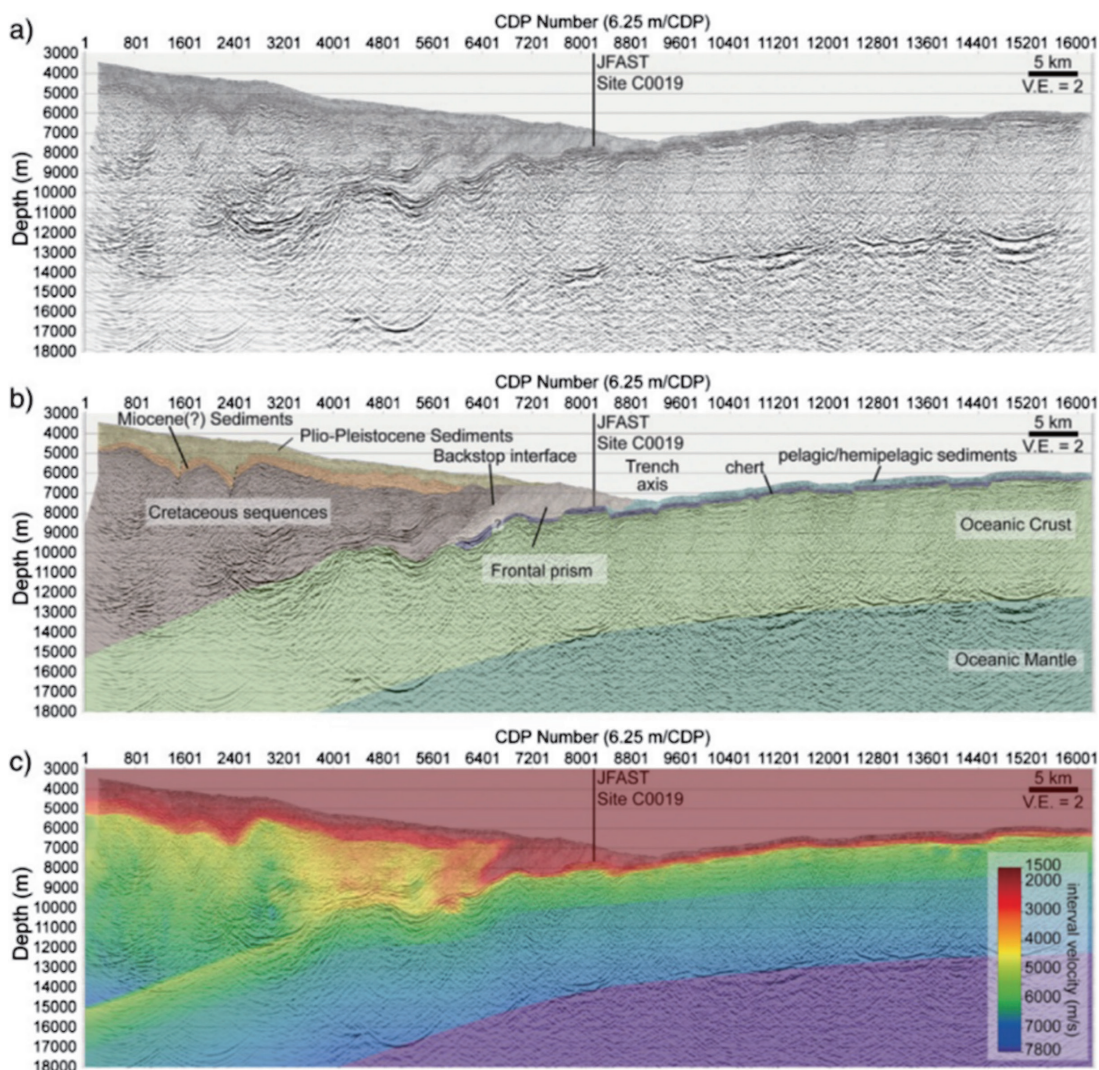 a)
CDP Number (6.25 m/CDP)
1 801 1601 2401 3201 4001 4801 5601 6401 7201 8001 8801 9601 10401 11201 12001 12801 13601 14401 15201 16001
Depth (m)
3000
4000
5000
6000
7000
8000
9000
10000
11000
12000
13000
14000
15000
16000
17000
18000
JFAST
Site C0019
5 km
V.E. = 2
b)
CDP Number (6.25 m/CDP)
1 801 1601 2401 3201 4001 4801 5601 6401 7201 8001 8801 9601 10401 11201 12001 12801 13601 14401 15201 16001
Depth (m)
3000
4000
5000
6000
7000
8000
9000
10000
11000
12000
13000
14000
15000
16000
17000
18000
Miocene(?) Sediments
Plio-Pleistocene Sediments
Backstop interface
JFAST
Site C0019
5 km
V.E. = 2
Trench
axis
chert
pelagic/hemipelagic sediments
Cretaceous sequences
?
Frontal prism
Oceanic Crust
Oceanic Mantle
c)
CDP Number (6.25 m/CDP)
1 801 1601 2401 3201 4001 4801 5601 6401 7201 8001 8801 9601 10401 11201 12001 12801 13601 14401 15201 16001
Depth (m)
3000
4000
5000
6000
7000
8000
9000
10000
11000
12000
13000
14000
15000
16000
17000
18000
JFAST
Site C0019
5 km
V.E. = 2
1500
2000
3000
4000
5000
6000
7000
7800
interval velocity (m/s)